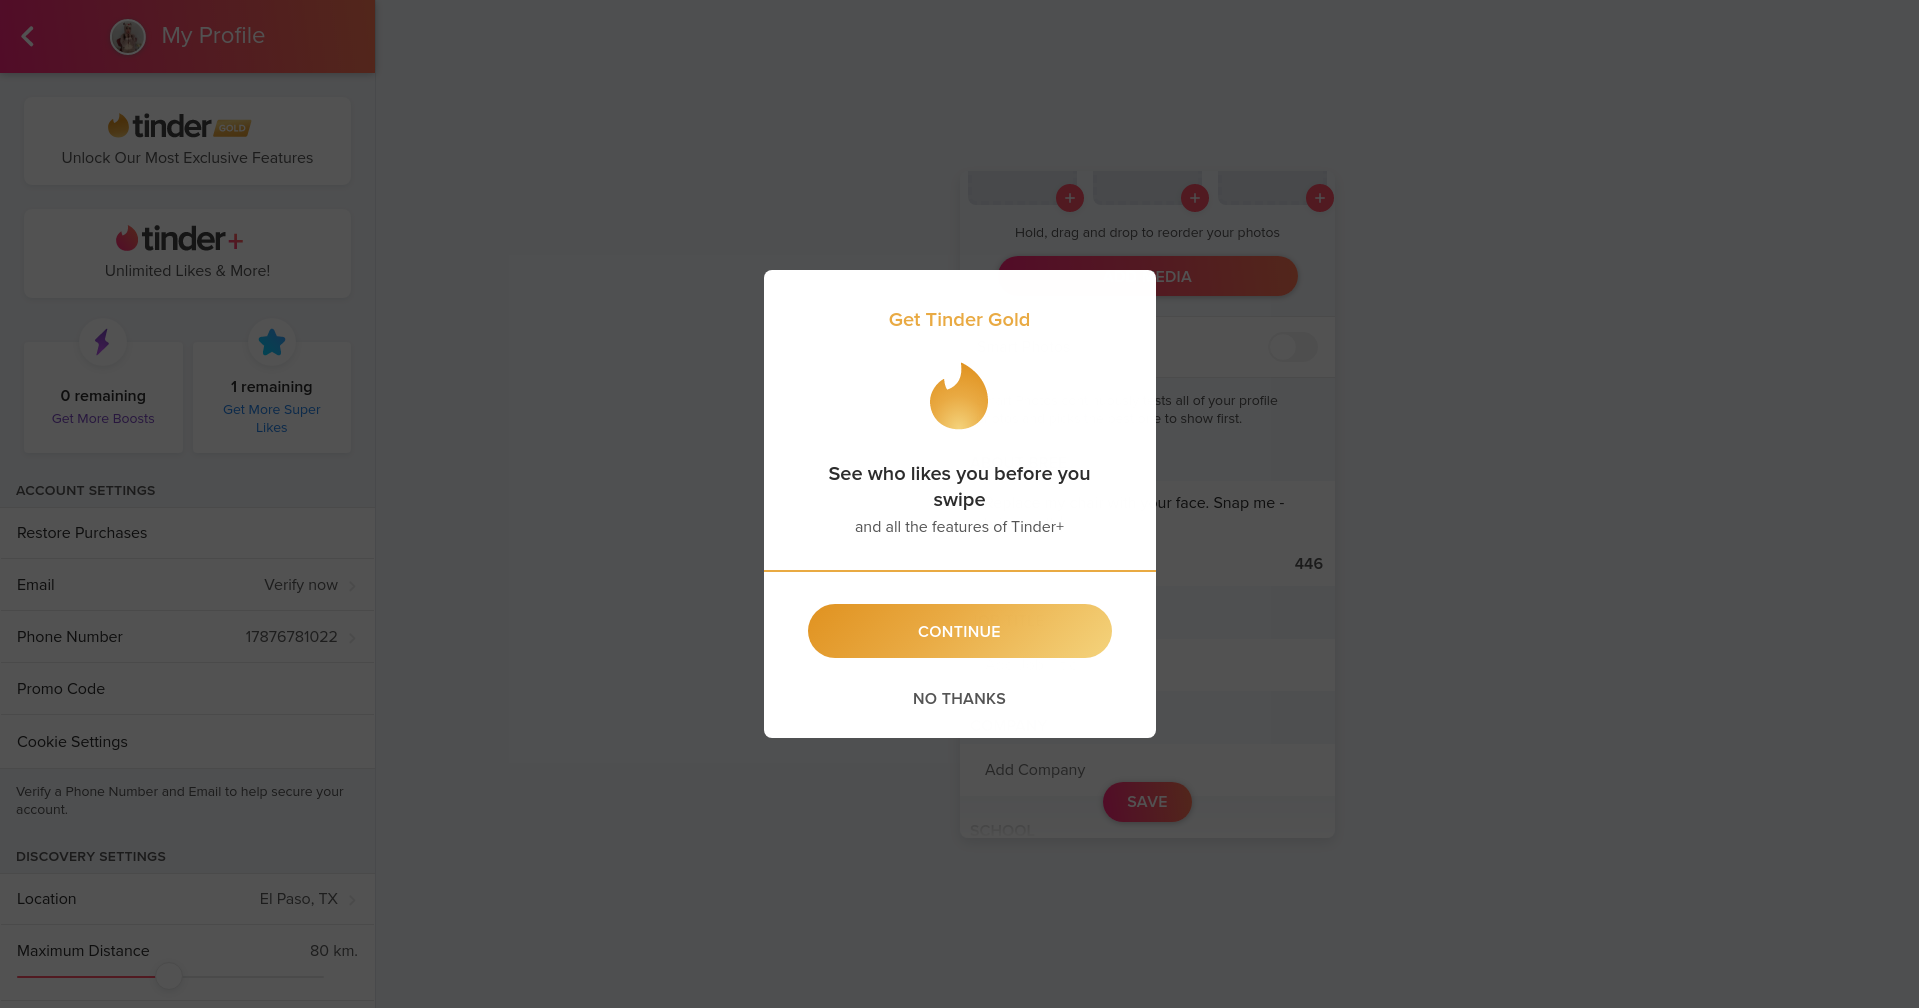 My Profile
tinder GOLD
Unlock Our Most Exclusive Features
tinder+
Unlimited Likes & More!
0 remaining
Get More Boosts
1 remaining
Get More Super
Likes
ACCOUNT SETTINGS
Restore Purchases
Email Verify now
Phone Number 17876781022
Promo Code
Cookie Settings
Verify a Phone Number and Email to help secure your
account.
DISCOVERY SETTINGS
Location El Paso, TX
Maximum Distance 80 km.
Hold, drag and drop to reorder your photos
EDIA
sts all of your profile
e to show first.
our face. Snap me -
446
Add Company
SAVE
SCHOOL
Get Tinder Gold
See who likes you before you
swipe
and all the features of Tinder+
CONTINUE
NO THANKS